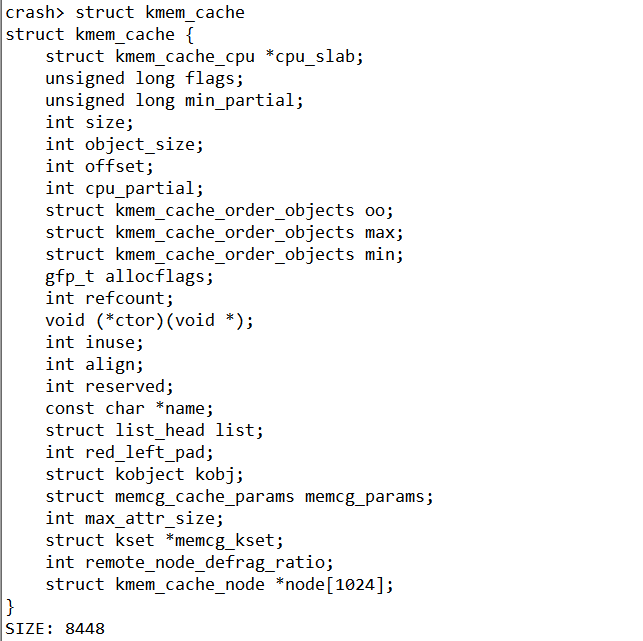 crash> struct kmem_cache
struct kmem_cache {
    struct kmem_cache_cpu *cpu_slab;
    unsigned long flags;
    unsigned long min_partial;
    int size;
    int object_size;
    int offset;
    int cpu_partial;
    struct kmem_cache_order_objects oo;
    struct kmem_cache_order_objects max;
    struct kmem_cache_order_objects min;
    gfp_t allocflags;
    int refcount;
    void (*ctor)(void *);
    int inuse;
    int align;
    int reserved;
    const char *name;
    struct list_head list;
    int red_left_pad;
    struct kobject kobj;
    struct memcg_cache_params memcg_params;
    int max_attr_size;
    struct kset *memcg_kset;
    int remote_node_defrag_ratio;
    struct kmem_cache_node *node[1024];
}
SIZE: 8448